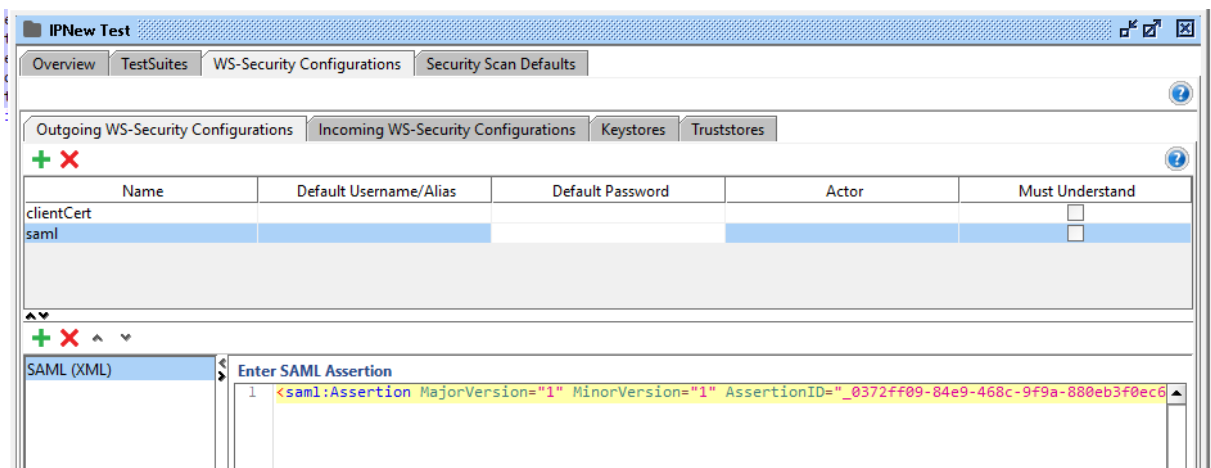 IPNew Test
Overview TestSuites WS-Security Configurations Security Scan Defaults
Outgoing WS-Security Configurations Incoming WS-Security Configurations Keystores Truststores
Name Default Username/Alias Default Password Actor Must Understand
clientCert
saml
SAML (XML) Enter SAML Assertion
1 <saml:Assertion MajorVersion="1" MinorVersion="1" AssertionID="_0372ff09-84e9-468c-9f9a-880eb3f0ec6